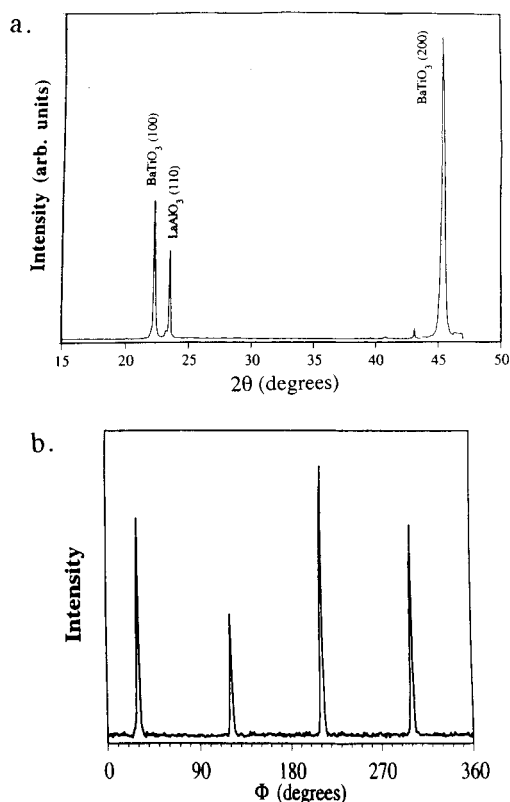 a.
Intensity (arb. units)
BaTiO3 (100)
LaAlO3 (110)
BaTiO3 (200)
15 20 25 30 35 40 45 50
2θ (degrees)
b.
Intensity
0 90 180 270 360
Φ (degrees)